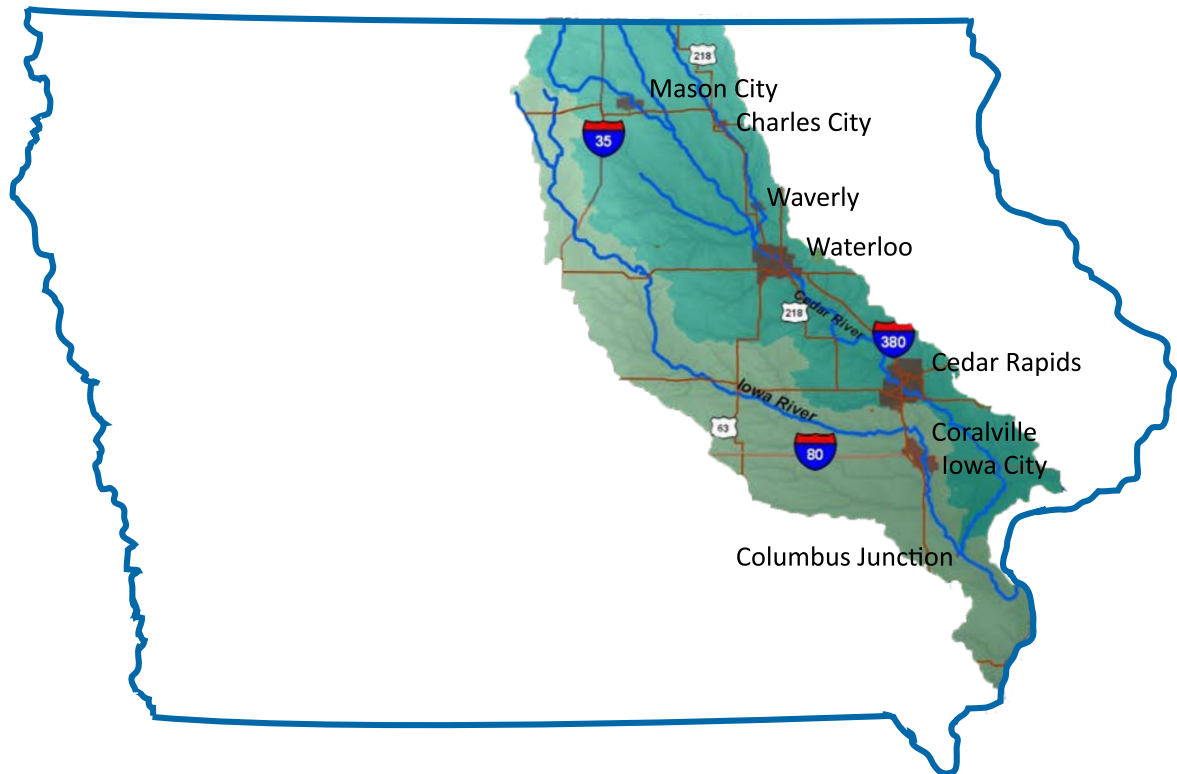 218
Mason City
Charles City
35
Waverly
Waterloo
Cedar River
218
380
Cedar Rapids
Iowa River
63
Coralville
80
Iowa City
Columbus Junction